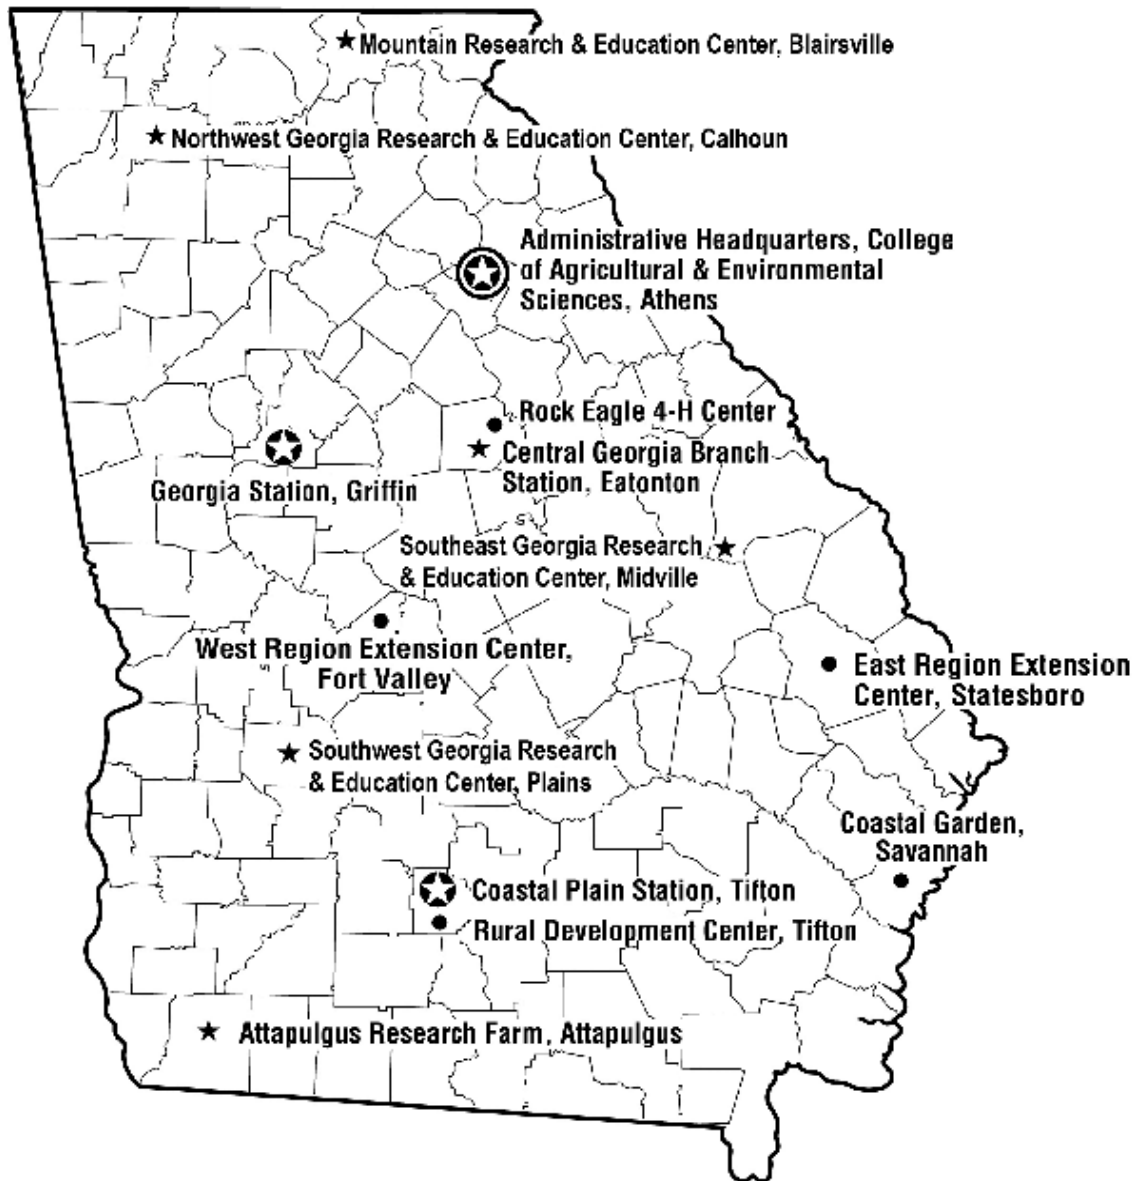 Mountain Research & Education Center, Blairsville
Northwest Georgia Research & Education Center, Calhoun
Administrative Headquarters, College
of Agricultural & Environmental
Sciences, Athens
Rock Eagle 4-H Center
Central Georgia Branch
Station, Eatonton
Georgia Station, Griffin
Southeast Georgia Research
& Education Center, Midville
West Region Extension Center,
Fort Valley
East Region Extension
Center, Statesboro
Southwest Georgia Research
& Education Center, Plains
Coastal Garden,
Savannah
Coastal Plain Station, Tifton
Rural Development Center, Tifton
Attapulgus Research Farm, Attapulgus